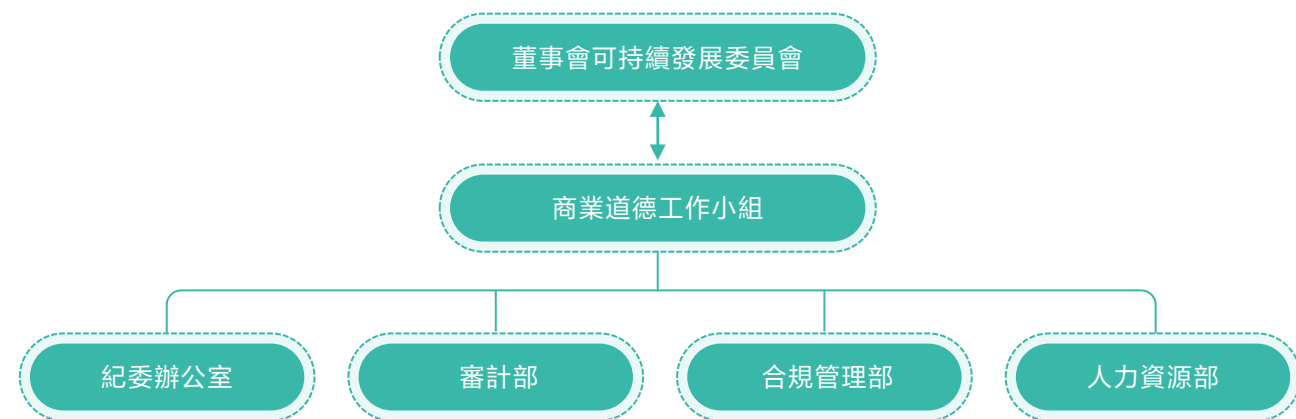 董事會可持續發展委員會
商業道德工作小組
紀委辦公室
審計部
合規管理部
人力資源部